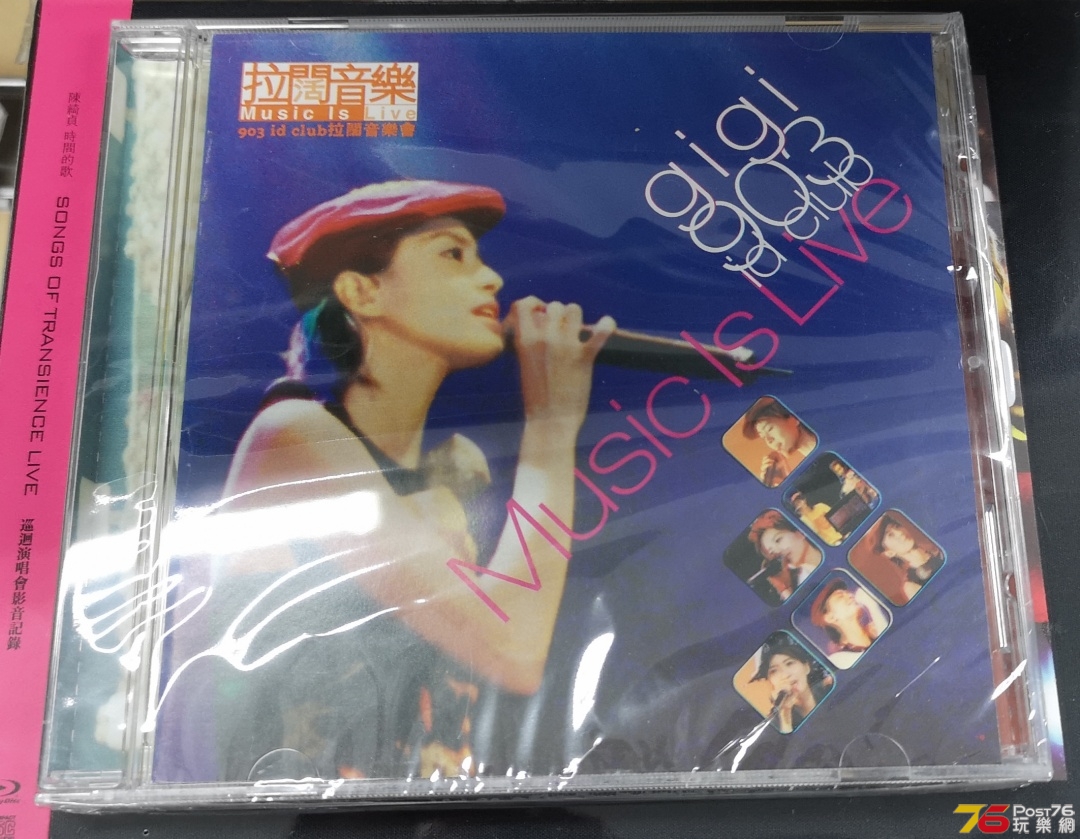 陳綺貞 時間的歌 SONGS OF TRANSIENCE LIVE 巡迴演唱會影音記錄
拉闊音樂
Music Is Live
903 id club拉闊音樂會
gigi
903
id club
Music Is Live
76 POST76
玩樂網